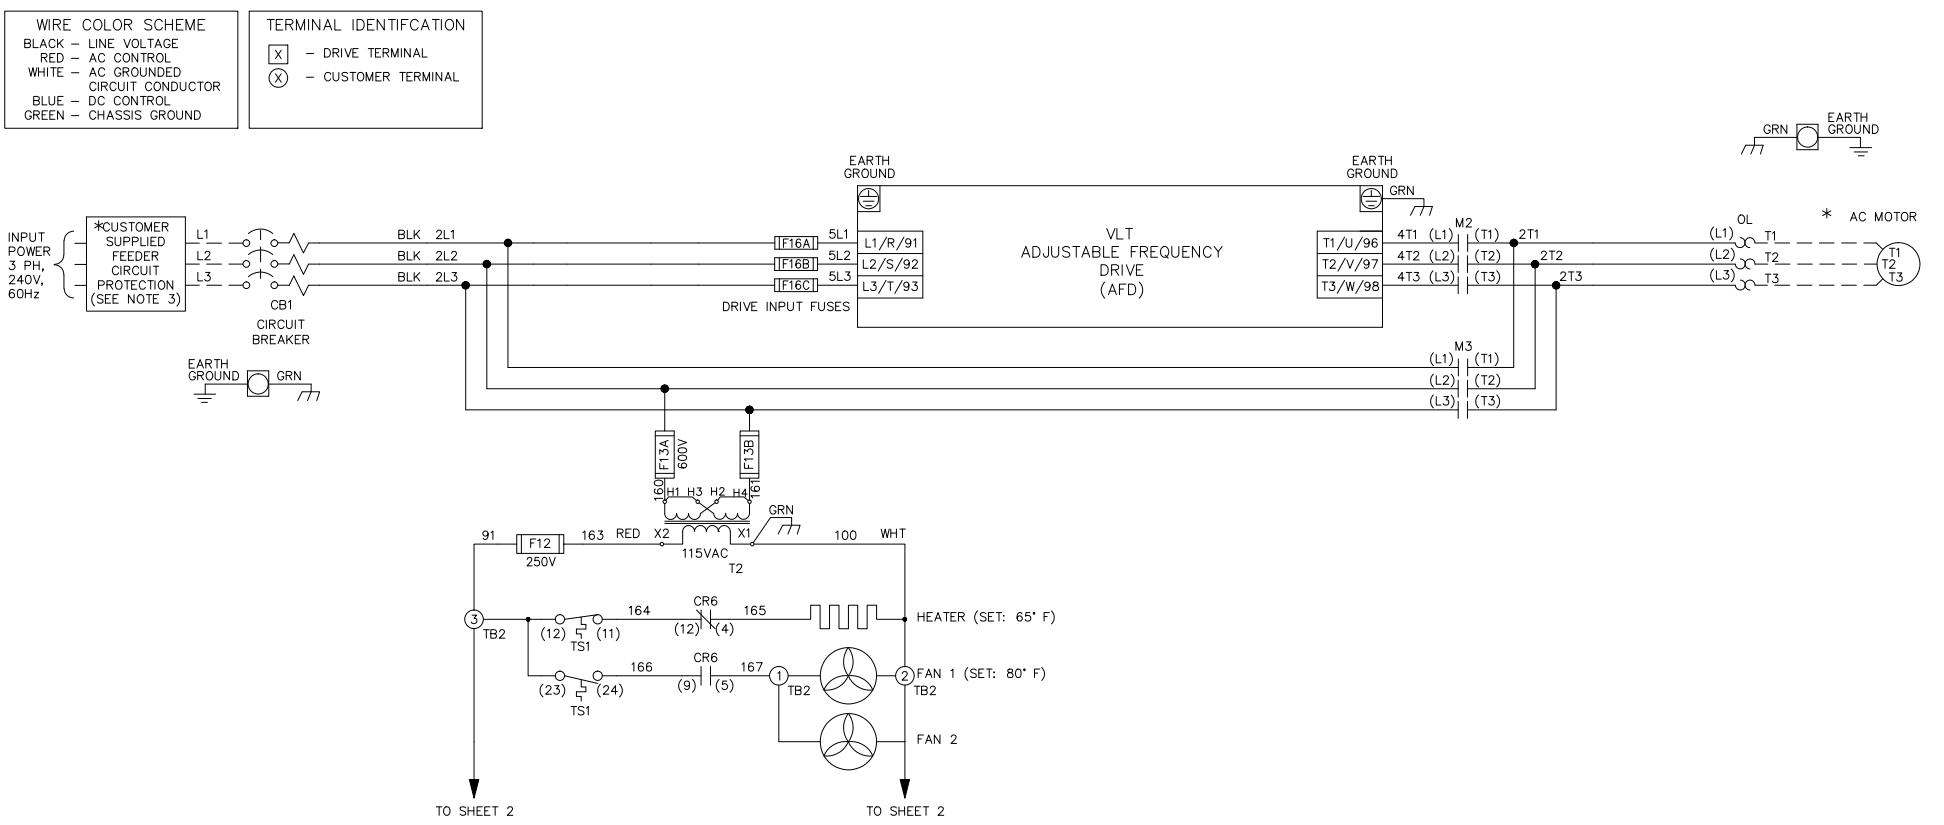 WIRE COLOR SCHEME
BLACK – LINE VOLTAGE
RED – AC CONTROL
WHITE – AC GROUNDED
CIRCUIT CONDUCTOR
BLUE – DC CONTROL
GREEN – CHASSIS GROUND
TERMINAL IDENTIFCATION
X – DRIVE TERMINAL
X – CUSTOMER TERMINAL
GRN
EARTH
GROUND
INPUT
POWER
3 PH,
240V,
60Hz
*CUSTOMER
SUPPLIED
FEEDER
CIRCUIT
PROTECTION
(SEE NOTE 3)
L1
L2
L3
CB1
CIRCUIT
BREAKER
EARTH
GROUND
GRN
BLK 2L1
BLK 2L2
BLK 2L3
F16A
F16B
F16C
5L1
5L2
5L3
DRIVE INPUT FUSES
EARTH
GROUND
L1/R/91
L2/S/92
L3/T/93
VLT
ADJUSTABLE FREQUENCY
DRIVE
(AFD)
EARTH
GROUND
GRN
T1/U/96
T2/V/97
T3/W/98
4T1 (L1) M2 (T1) 2T1
4T2 (L2) (T2) 2T2
4T3 (L3) (T3) 2T3
OL
(L1) T1
(L2) T2
(L3) T3
* AC MOTOR
T1
T2
T3
M3
(L1) (T1)
(L2) (T2)
(L3) (T3)
F13A
600V
F13B
160
161
H1 H3 H2 H4
GRN
91
F12
250V
163 RED X2
X1
115VAC
T2
100 WHT
3
TB2
(12) (11)
TS1
164
CR6
(12) (4)
165
HEATER (SET: 65° F)
(23) (24)
TS1
166
CR6
(9) (5)
167
1
TB2
2
TB2
FAN 1 (SET: 80° F)
FAN 2
TO SHEET 2
TO SHEET 2